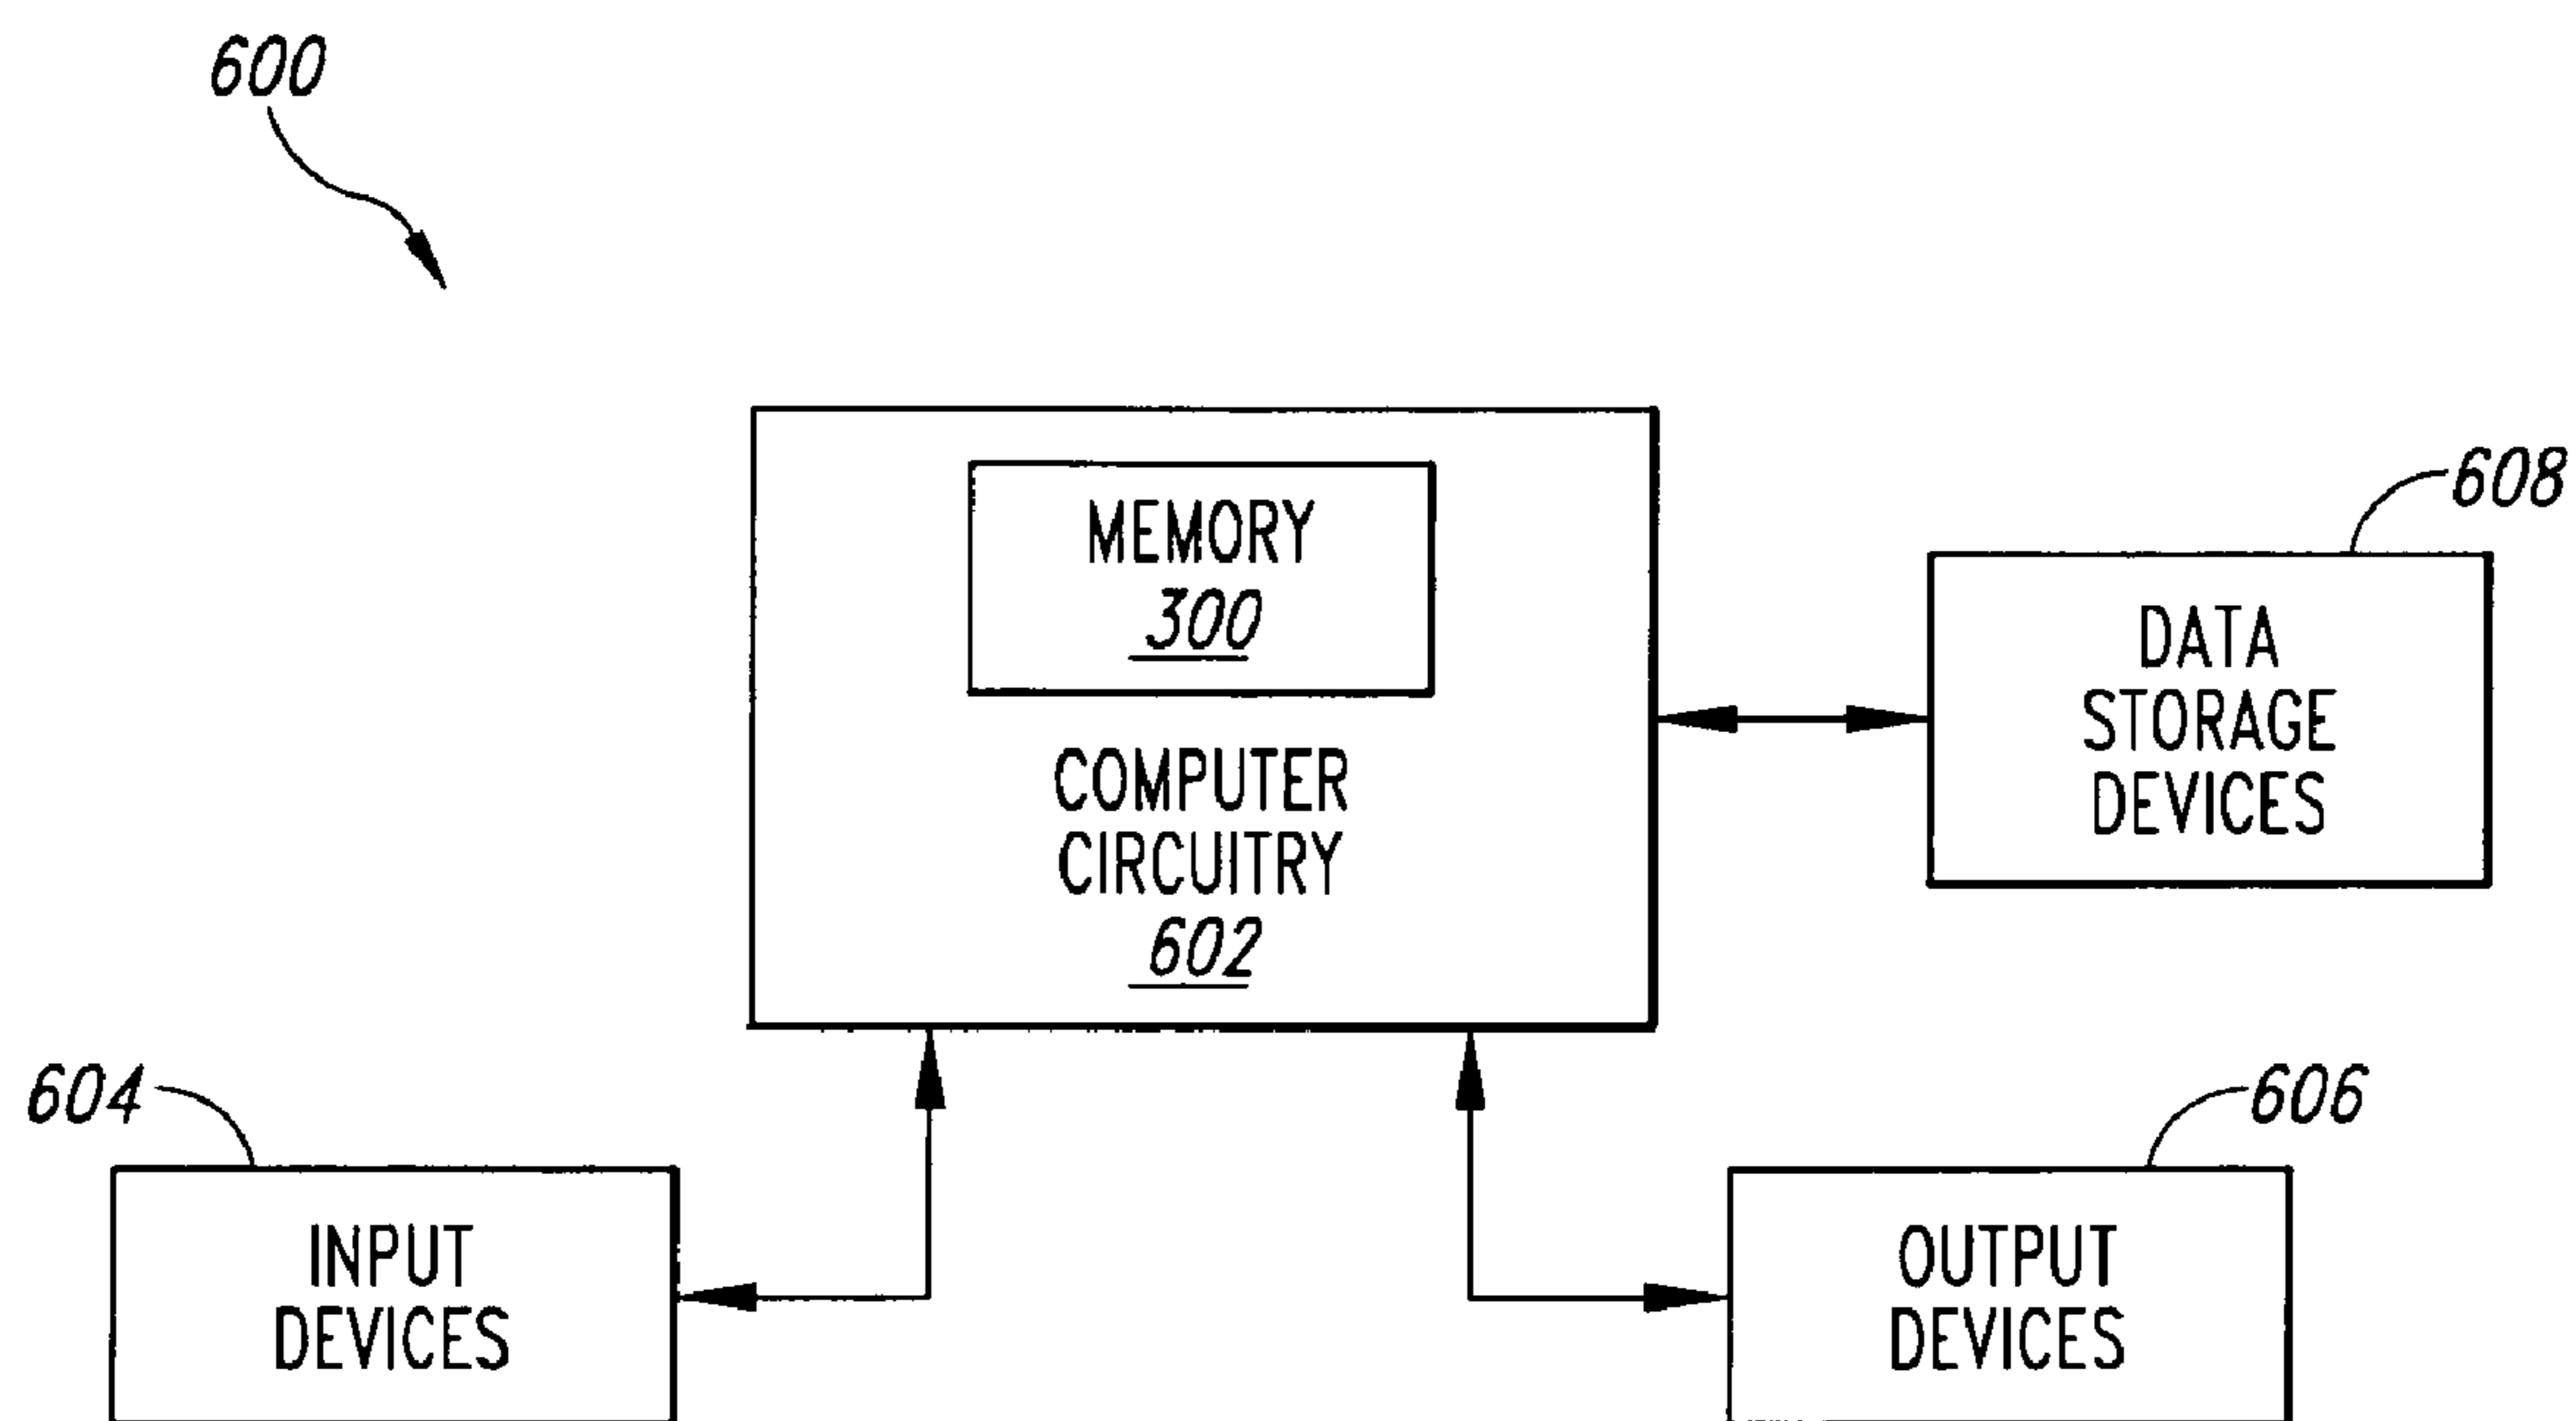 600
MEMORY
300
608
DATA
STORAGE
DEVICES
COMPUTER
CIRCUITRY
602
604
606
INPUT
DEVICES
OUTPUT
DEVICES